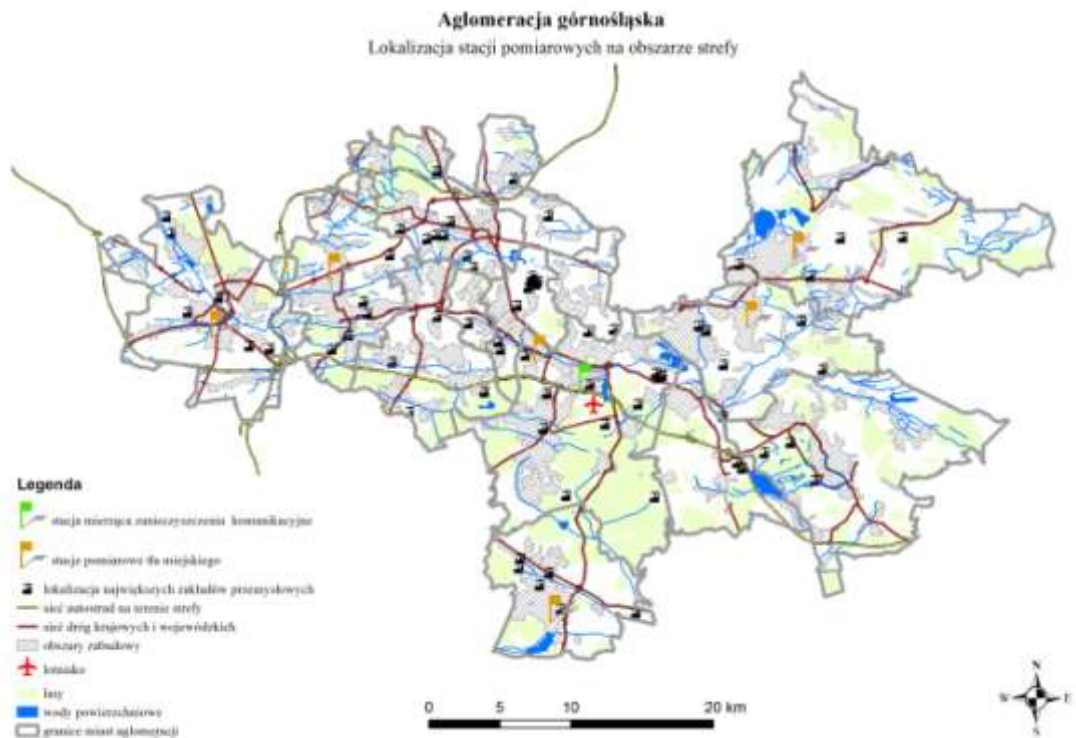 Aglomeracja górnośląska
Lokalizacja stacji pomiarowych na obszarze strefy
Legenda
stacja mierząca zanieczyszczenia komunikacyjne
stacje pomiarowe tła miejskiego
lokalizacja największych zakładów przemysłowych
sieć autostrad na terenie strefy
sieć dróg krajowych i wojewódzkich
obszary zabudowy
lotnisko
lasy
wody powierzchniowe
granice miast aglomeracji
0 5 10 20 km
N
W E
S